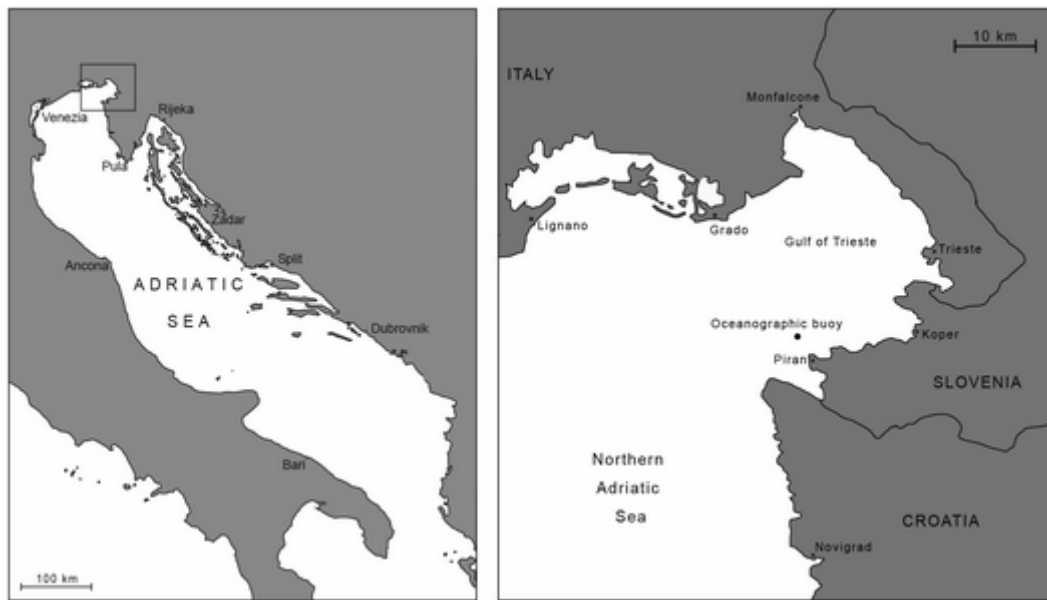 Venezia
Rijeka
Pula
Zadar
Ancona
Split
ADRIATIC
SEA
Dubrovnik
Bari
100 km
10 km
ITALY
Monfalcone
Lignano
Grado
Gulf of Trieste
Trieste
Oceanographic buoy
Koper
Piran
SLOVENIA
Northern
Adriatic
Sea
CROATIA
Novigrad